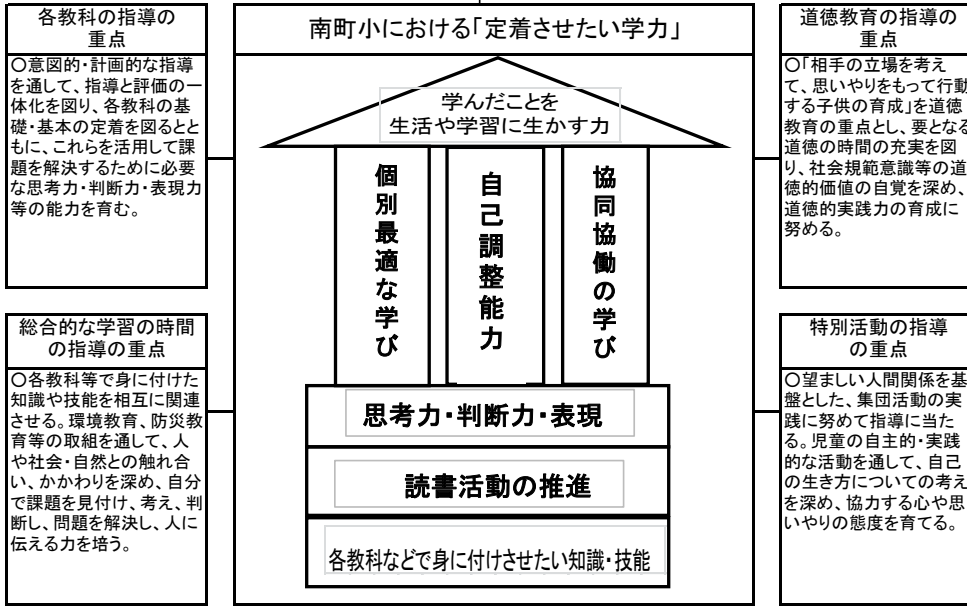 各教科の指導の
重点
〇意図的・計画的な指導
を通して、指導と評価の一
体化を図り、各教科の基
礎・基本の定着を図るとと
もに、これらを活用して課
題を解決するために必要
な思考力・判断力・表現力
等の能力を育む。
総合的な学習の時間
の指導の重点
〇各教科等で身に付けた
知識や技能を相互に関連
させる。環境教育、防災教
育等の取組を通して、人
や社会・自然との触れ合
い、かかわりを深め、自分
で課題を見付け、考え、判
断し、問題を解決し、人に
伝える力を培う。
南町小における「定着させたい学力」
学んだことを
生活や学習に生かす力
個別最適な学び
自己調整能力
協同協働の学び
思考力・判断力・表現
読書活動の推進
各教科などで身に付けさせたい知識・技能
道徳教育の指導の
重点
〇「相手の立場を考え
て、思いやりをもって行動
する子供の育成」を道徳
教育の重点とし、要となる
道徳の時間の充実を図
り、社会規範意識等の道
徳的価値の自覚を深め、
道徳的実践力の育成に
努める。
特別活動の指導
の重点
〇望ましい人間関係を基
盤とした、集団活動の実
践に努めて指導に当た
る。児童の自主的・実践
的な活動を通して、自己
の生き方についての考え
を深め、協力する心や思
いやりの態度を育てる。